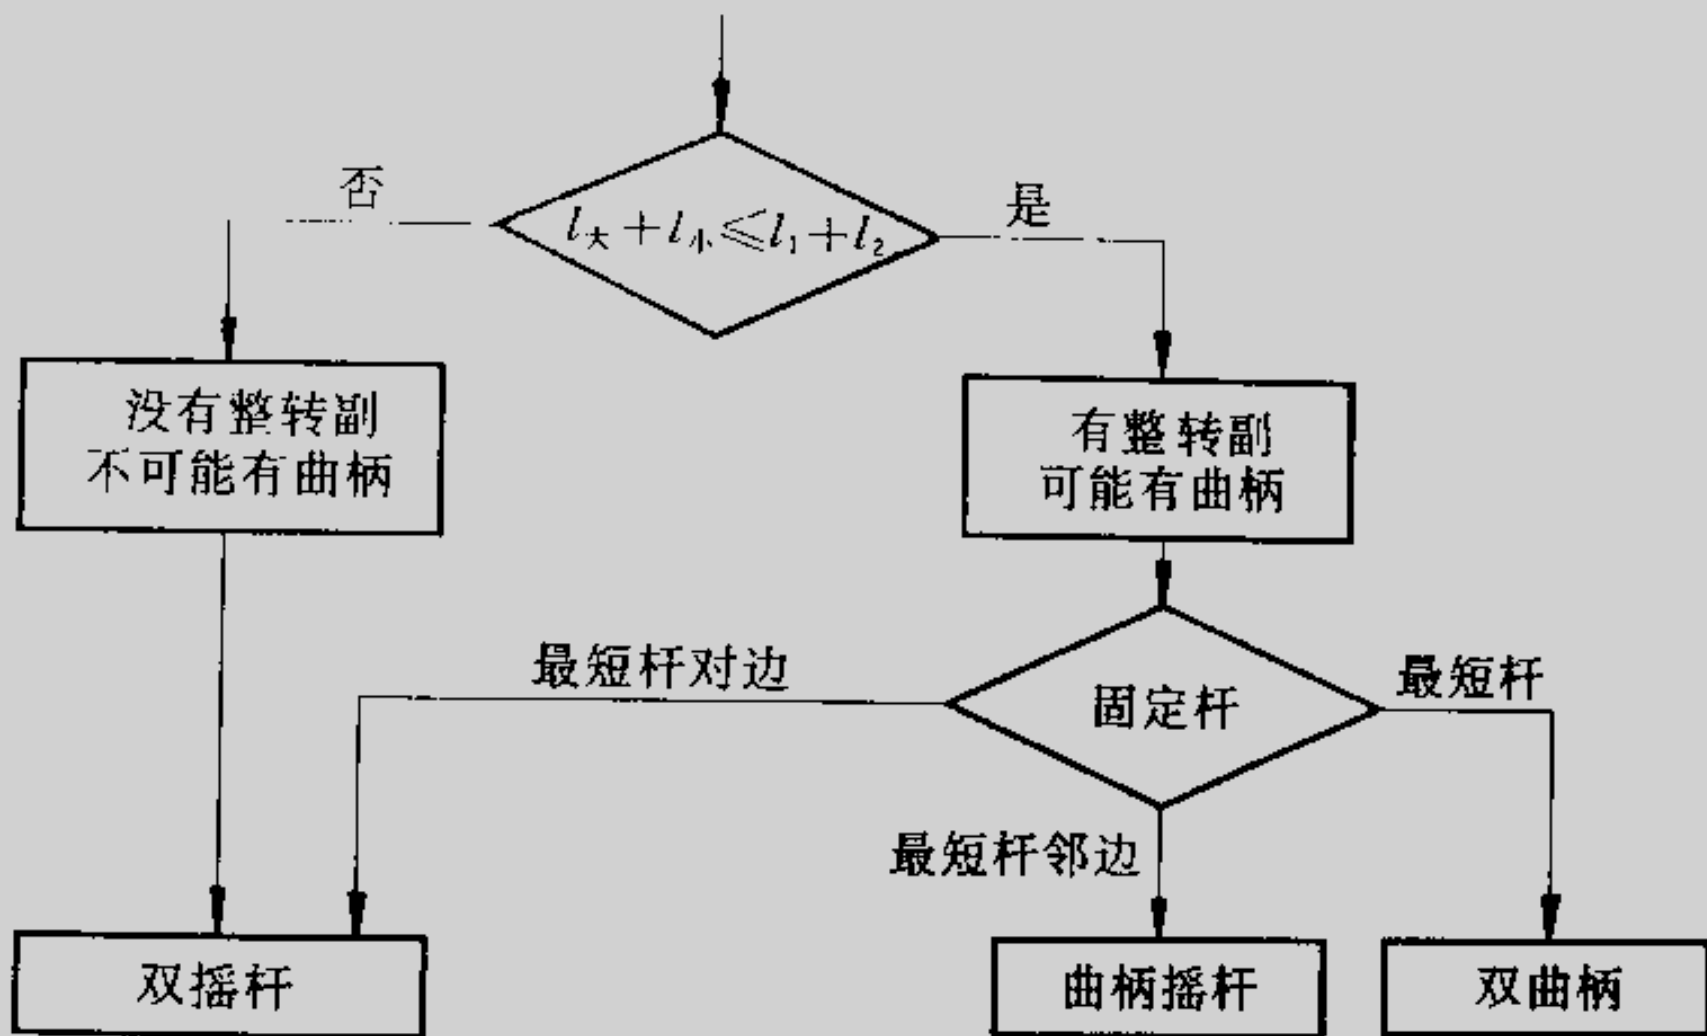 否
是
l大+l小≤l₁+l₂
没有整转副
不可能有曲柄
有整转副
可能有曲柄
最短杆对边
固定杆
最短杆
最短杆邻边
双摇杆
曲柄摇杆
双曲柄